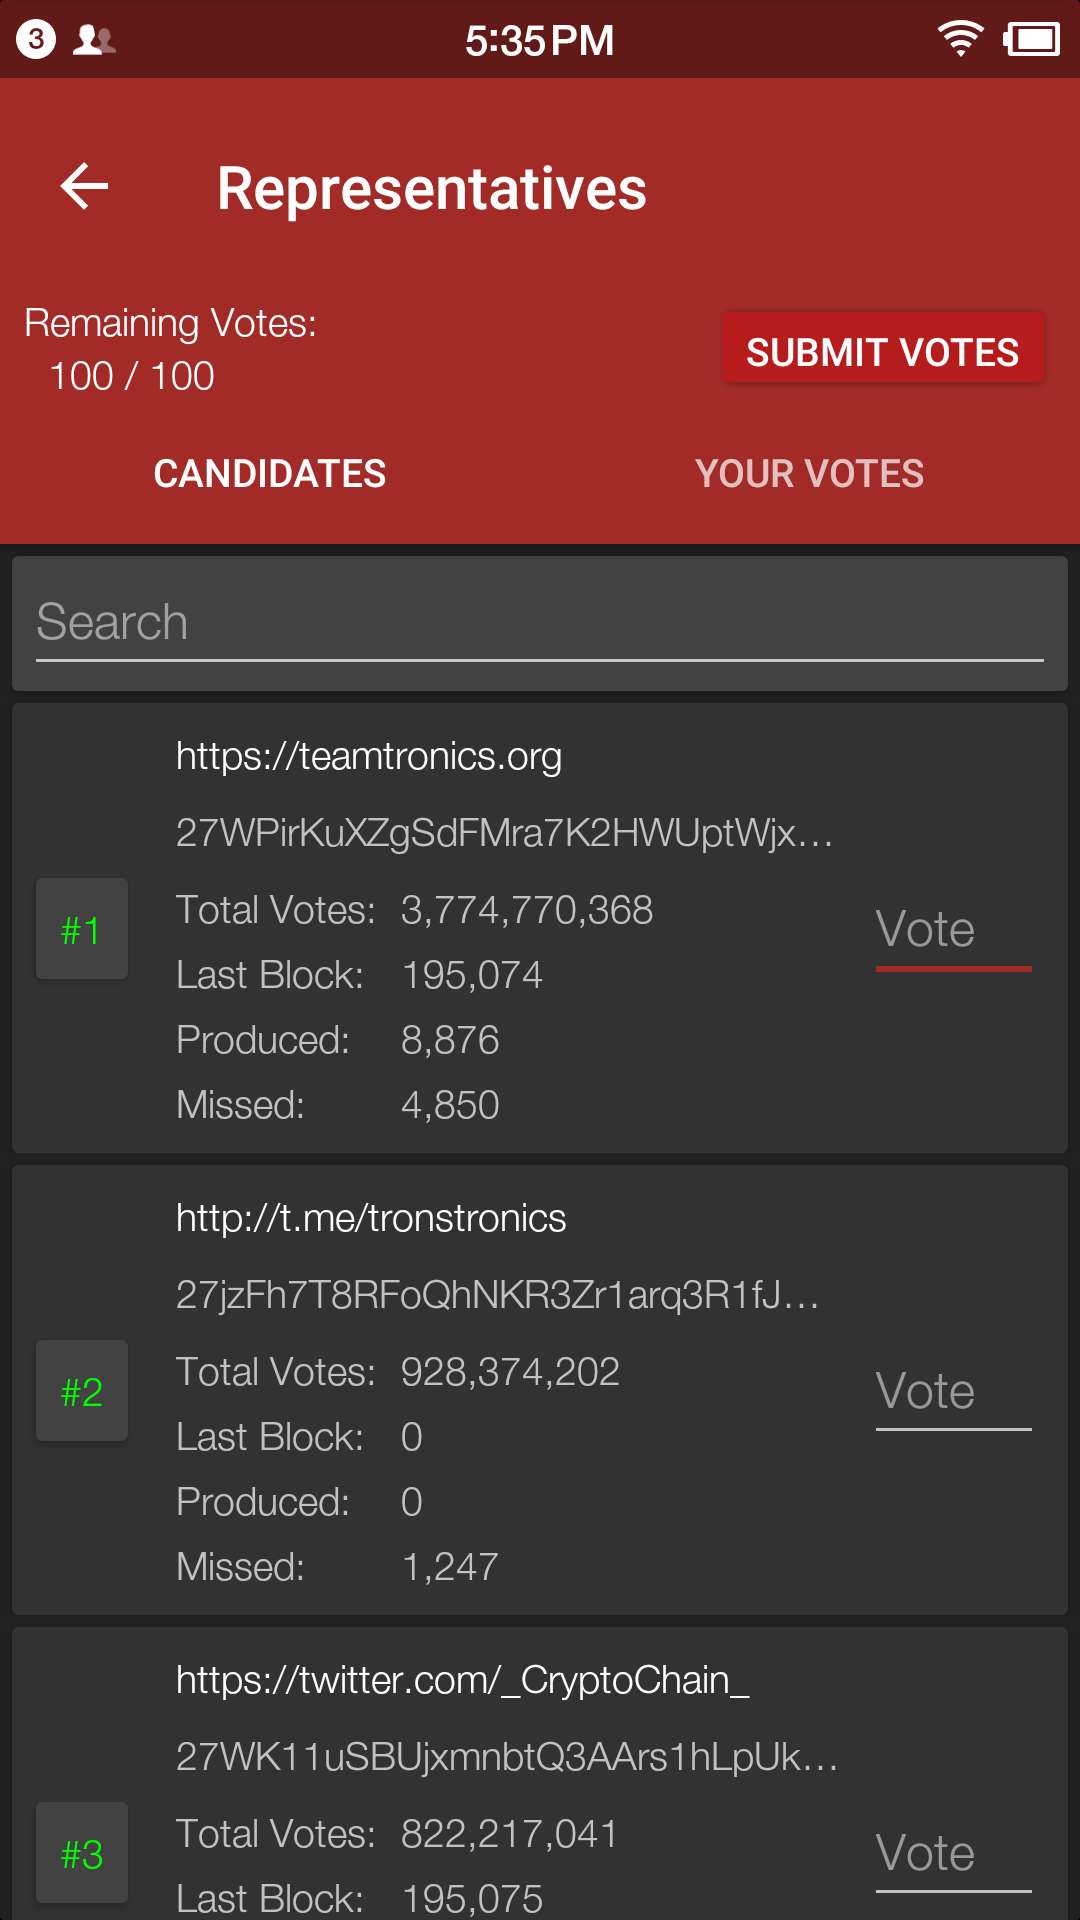 3
5:35 PM
Representatives
Remaining Votes:
100 / 100
SUBMIT VOTES
CANDIDATES
YOUR VOTES
Search
https://teamtronics.org
27WPirKuXZgSdFMra7K2HWUptWjx...
#1
Total Votes: 3,774,770,368
Last Block: 195,074
Produced: 8,876
Missed: 4,850
Vote
http://t.me/tronstronics
27jzFh7T8RFoQhNKR3Zr1arq3R1fJ...
#2
Total Votes: 928,374,202
Last Block: 0
Produced: 0
Missed: 1,247
Vote
https://twitter.com/_CryptoChain_
27WK11uSBUjxmnbtQ3AArs1hLpUk...
#3
Total Votes: 822,217,041
Last Block: 195,075
Vote